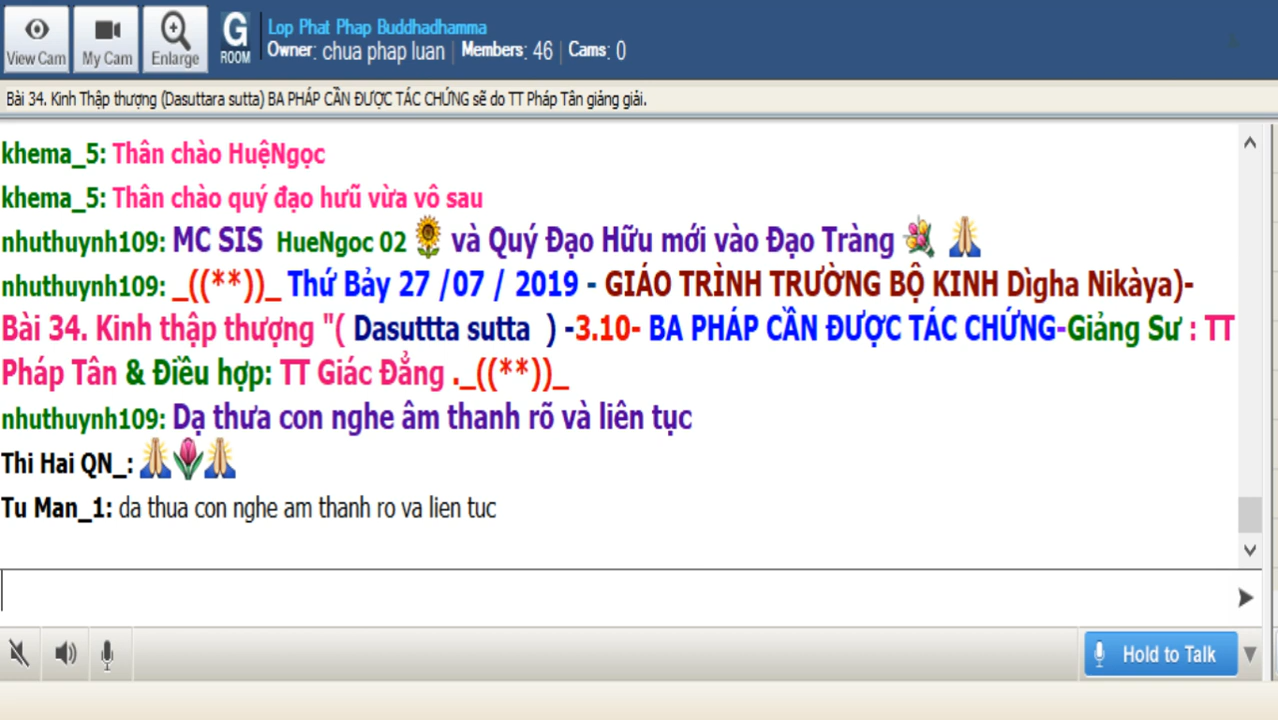 View Cam
My Cam
Enlarge
G
ROOM
Lop Phat Phap Buddhadhamma
Owner: chua phap luan | Members: 46 | Cams: 0
Bài 34. Kinh Thập thượng (Dasuttara sutta) BA PHÁP CẦN ĐƯỢC TÁC CHỨNG sẽ do TT Pháp Tân giảng giải.
khema_5: Thân chào HuệNgọc
khema_5: Thân chào quý đạo hưũ vừa vô sau
nhuthuynh109: MC SIS HueNgoc 02 🌻 và Quý Đạo Hữu mới vào Đạo Tràng 💐 🙏
nhuthuynh109: _((**))_ Thứ Bảy 27 /07 / 2019 - GIÁO TRÌNH TRƯỜNG BỘ KINH Dìgha Nikàya)-
Bài 34. Kinh thập thượng "( Dasuttta sutta ) -3.10- BA PHÁP CẦN ĐƯỢC TÁC CHỨNG-Giảng Sư : TT
Pháp Tân & Điều hợp: TT Giác Đẳng ._((**))_
nhuthuynh109: Dạ thưa con nghe âm thanh rõ và liên tục
Thi Hai QN_: 🙏🌷🙏
Tu Man_1: da thua con nghe am thanh ro va lien tuc
Hold to Talk